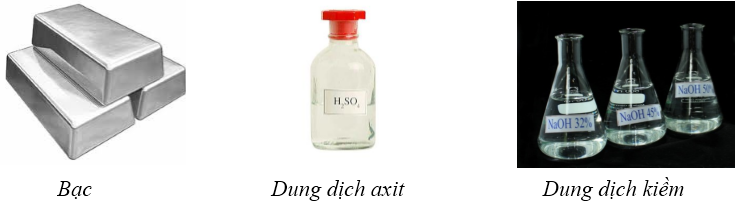 H₂SO₄
NaOH 32%
NaOH 45%
NaOH 50%
Bạc
Dung dịch axit
Dung dịch kiềm